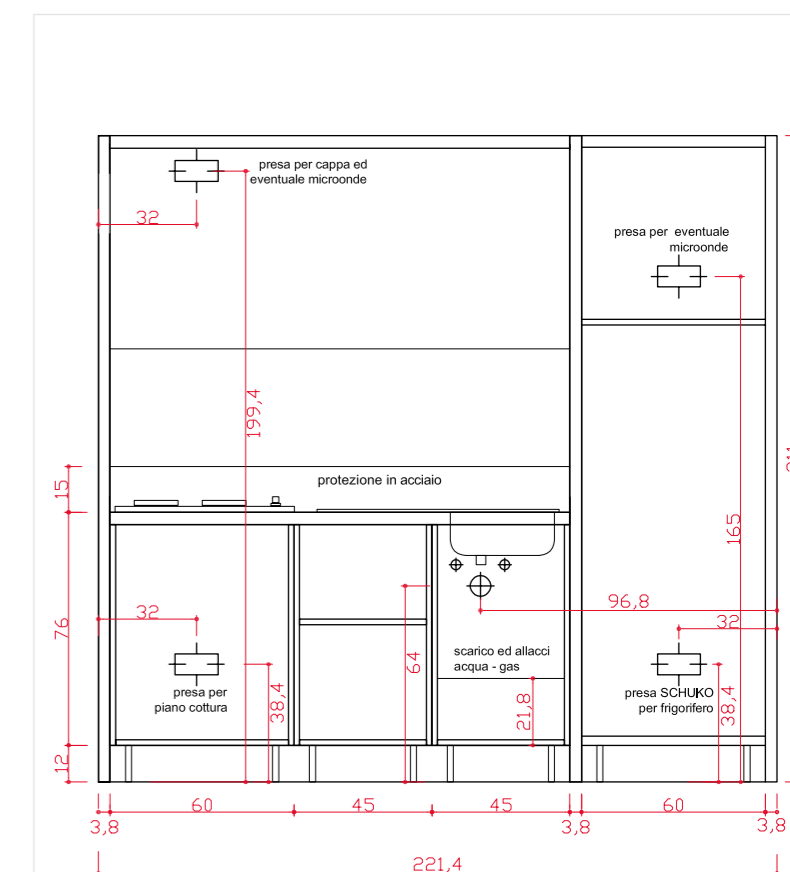 presa per cappa ed
eventuale microonde
32
presa per eventuale
microonde
199,4
15
protezione in acciaio
165
96,8
32
32
76
64
scarico ed allacci
acqua - gas
presa per
piano cottura
38,4
21,8
presa SCHUKO
per frigorifero
38,4
12
60
45
45
60
3,8
3,8
3,8
221,4